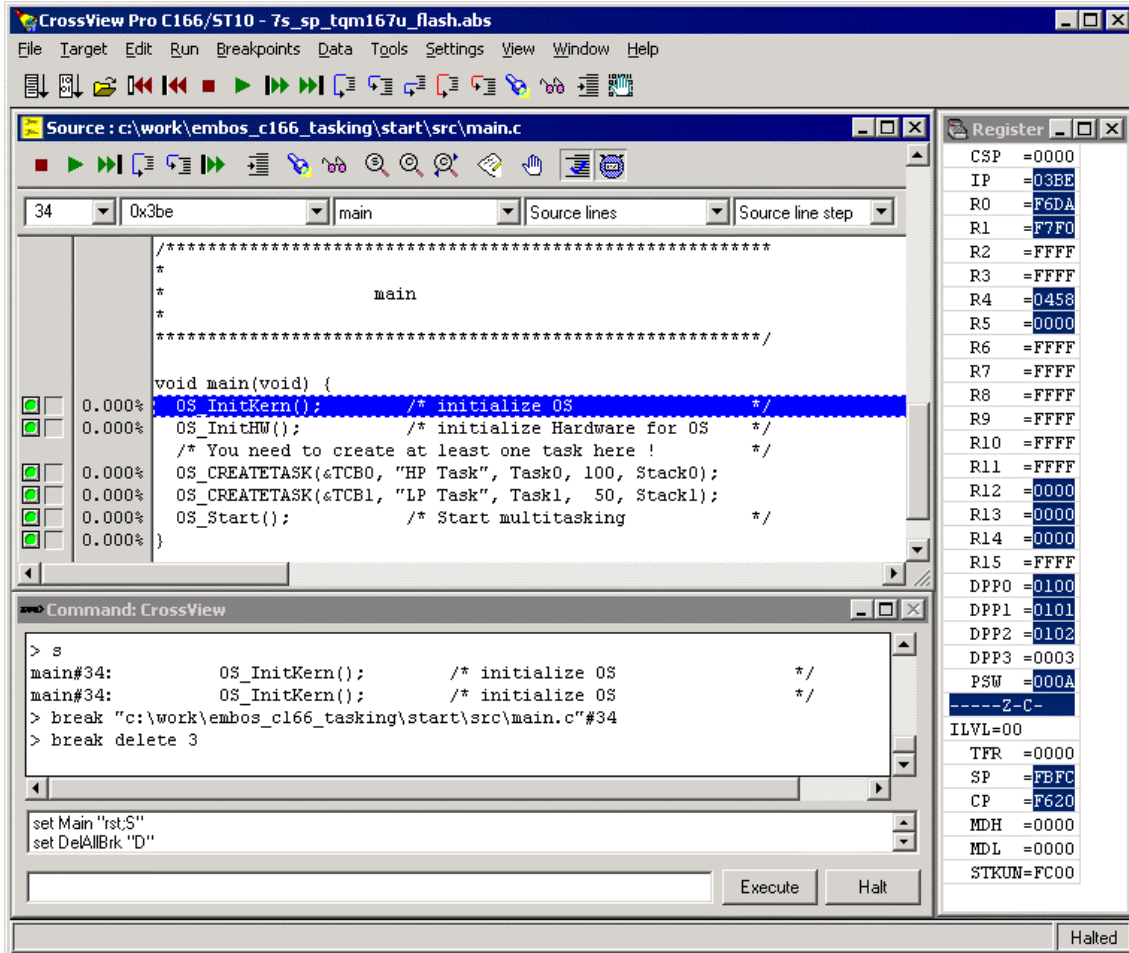 CrossView Pro C166/ST10 - 7s_sp_tqm167u_flash.abs
File Target Edit Run Breakpoints Data Tools Settings View Window Help
Source : c:\work\embos_c166_tasking\start\src\main.c
34 0x3be main Source lines Source line step
/*********************************************************
*
* main
*
*********************************************************/
void main(void) {
0.000% OS_InitKern(); /* initialize OS */
0.000% OS_InitHW(); /* initialize Hardware for OS */
/* You need to create at least one task here ! */
0.000% OS_CREATETASK(&TCB0, "HP Task", Task0, 100, Stack0);
0.000% OS_CREATETASK(&TCB1, "LP Task", Task1, 50, Stack1);
0.000% OS_Start(); /* Start multitasking */
0.000% }
Command: CrossView
> s
main#34: OS_InitKern(); /* initialize OS */
main#34: OS_InitKern(); /* initialize OS */
> break "c:\work\embos_c166_tasking\start\src\main.c"#34
> break delete 3
set Main "rst;S"
set DelAllBrk "D"
Execute Halt
Register
CSP =0000
IP =03BE
R0 =F6DA
R1 =F7F0
R2 =FFFF
R3 =FFFF
R4 =0458
R5 =0000
R6 =FFFF
R7 =FFFF
R8 =FFFF
R9 =FFFF
R10 =FFFF
R11 =FFFF
R12 =0000
R13 =0000
R14 =0000
R15 =FFFF
DPP0 =0100
DPP1 =0101
DPP2 =0102
DPP3 =0003
PSW =000A
-----Z-C-
ILVL=00
TFR =0000
SP =FBFC
CP =F620
MDH =0000
MDL =0000
STKUN=FC00
Halted